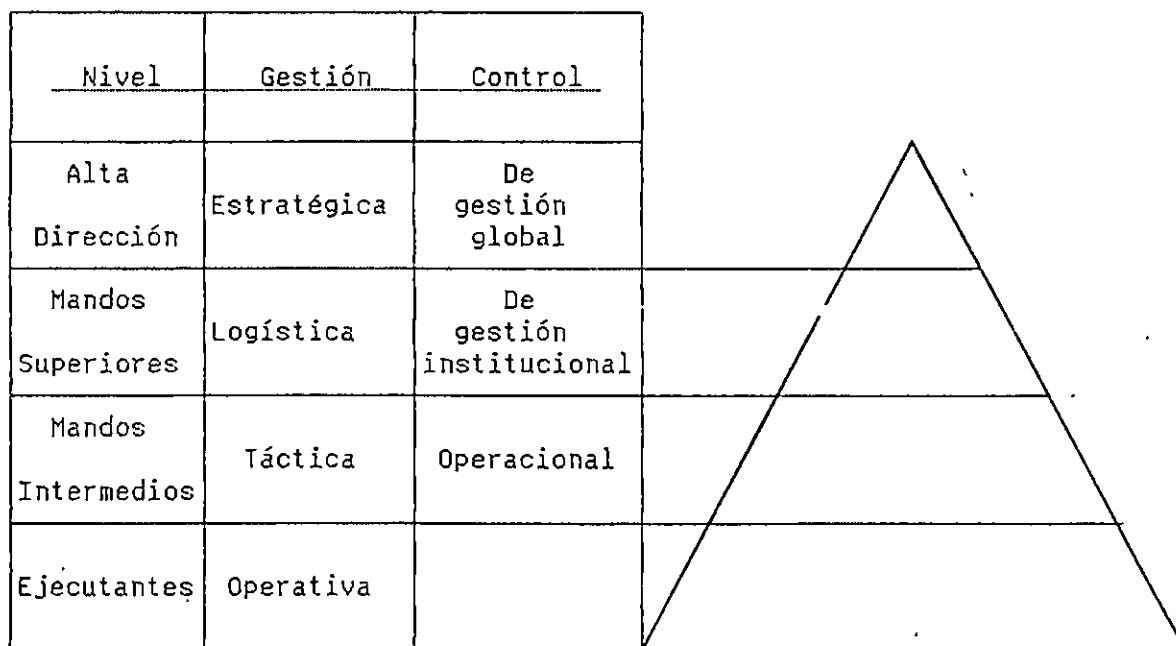 Nivel Gestión Control
Alta
Dirección
Estratégica
De
gestión
global
Mandos
Superiores
Logística
De
gestión
institucional
Mandos
Intermedios
Táctica
Operacional
Ejecutantes
Operativa